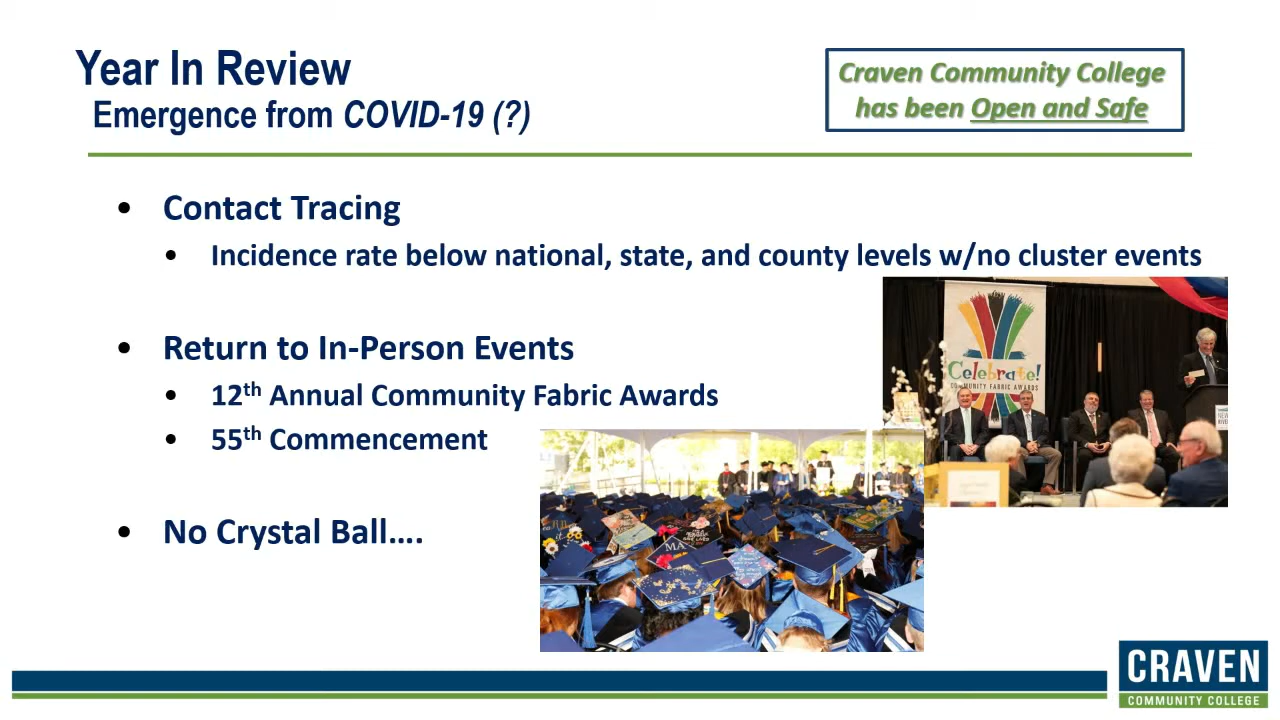 Year In Review
Emergence from COVID-19 (?)
Craven Community College
has been Open and Safe
• Contact Tracing
• Incidence rate below national, state, and county levels w/no cluster events
• Return to In-Person Events
• 12th Annual Community Fabric Awards
• 55th Commencement
• No Crystal Ball....
Celebrate!
COMMUNITY FABRIC AWARDS
MA
CRAVEN
COMMUNITY COLLEGE